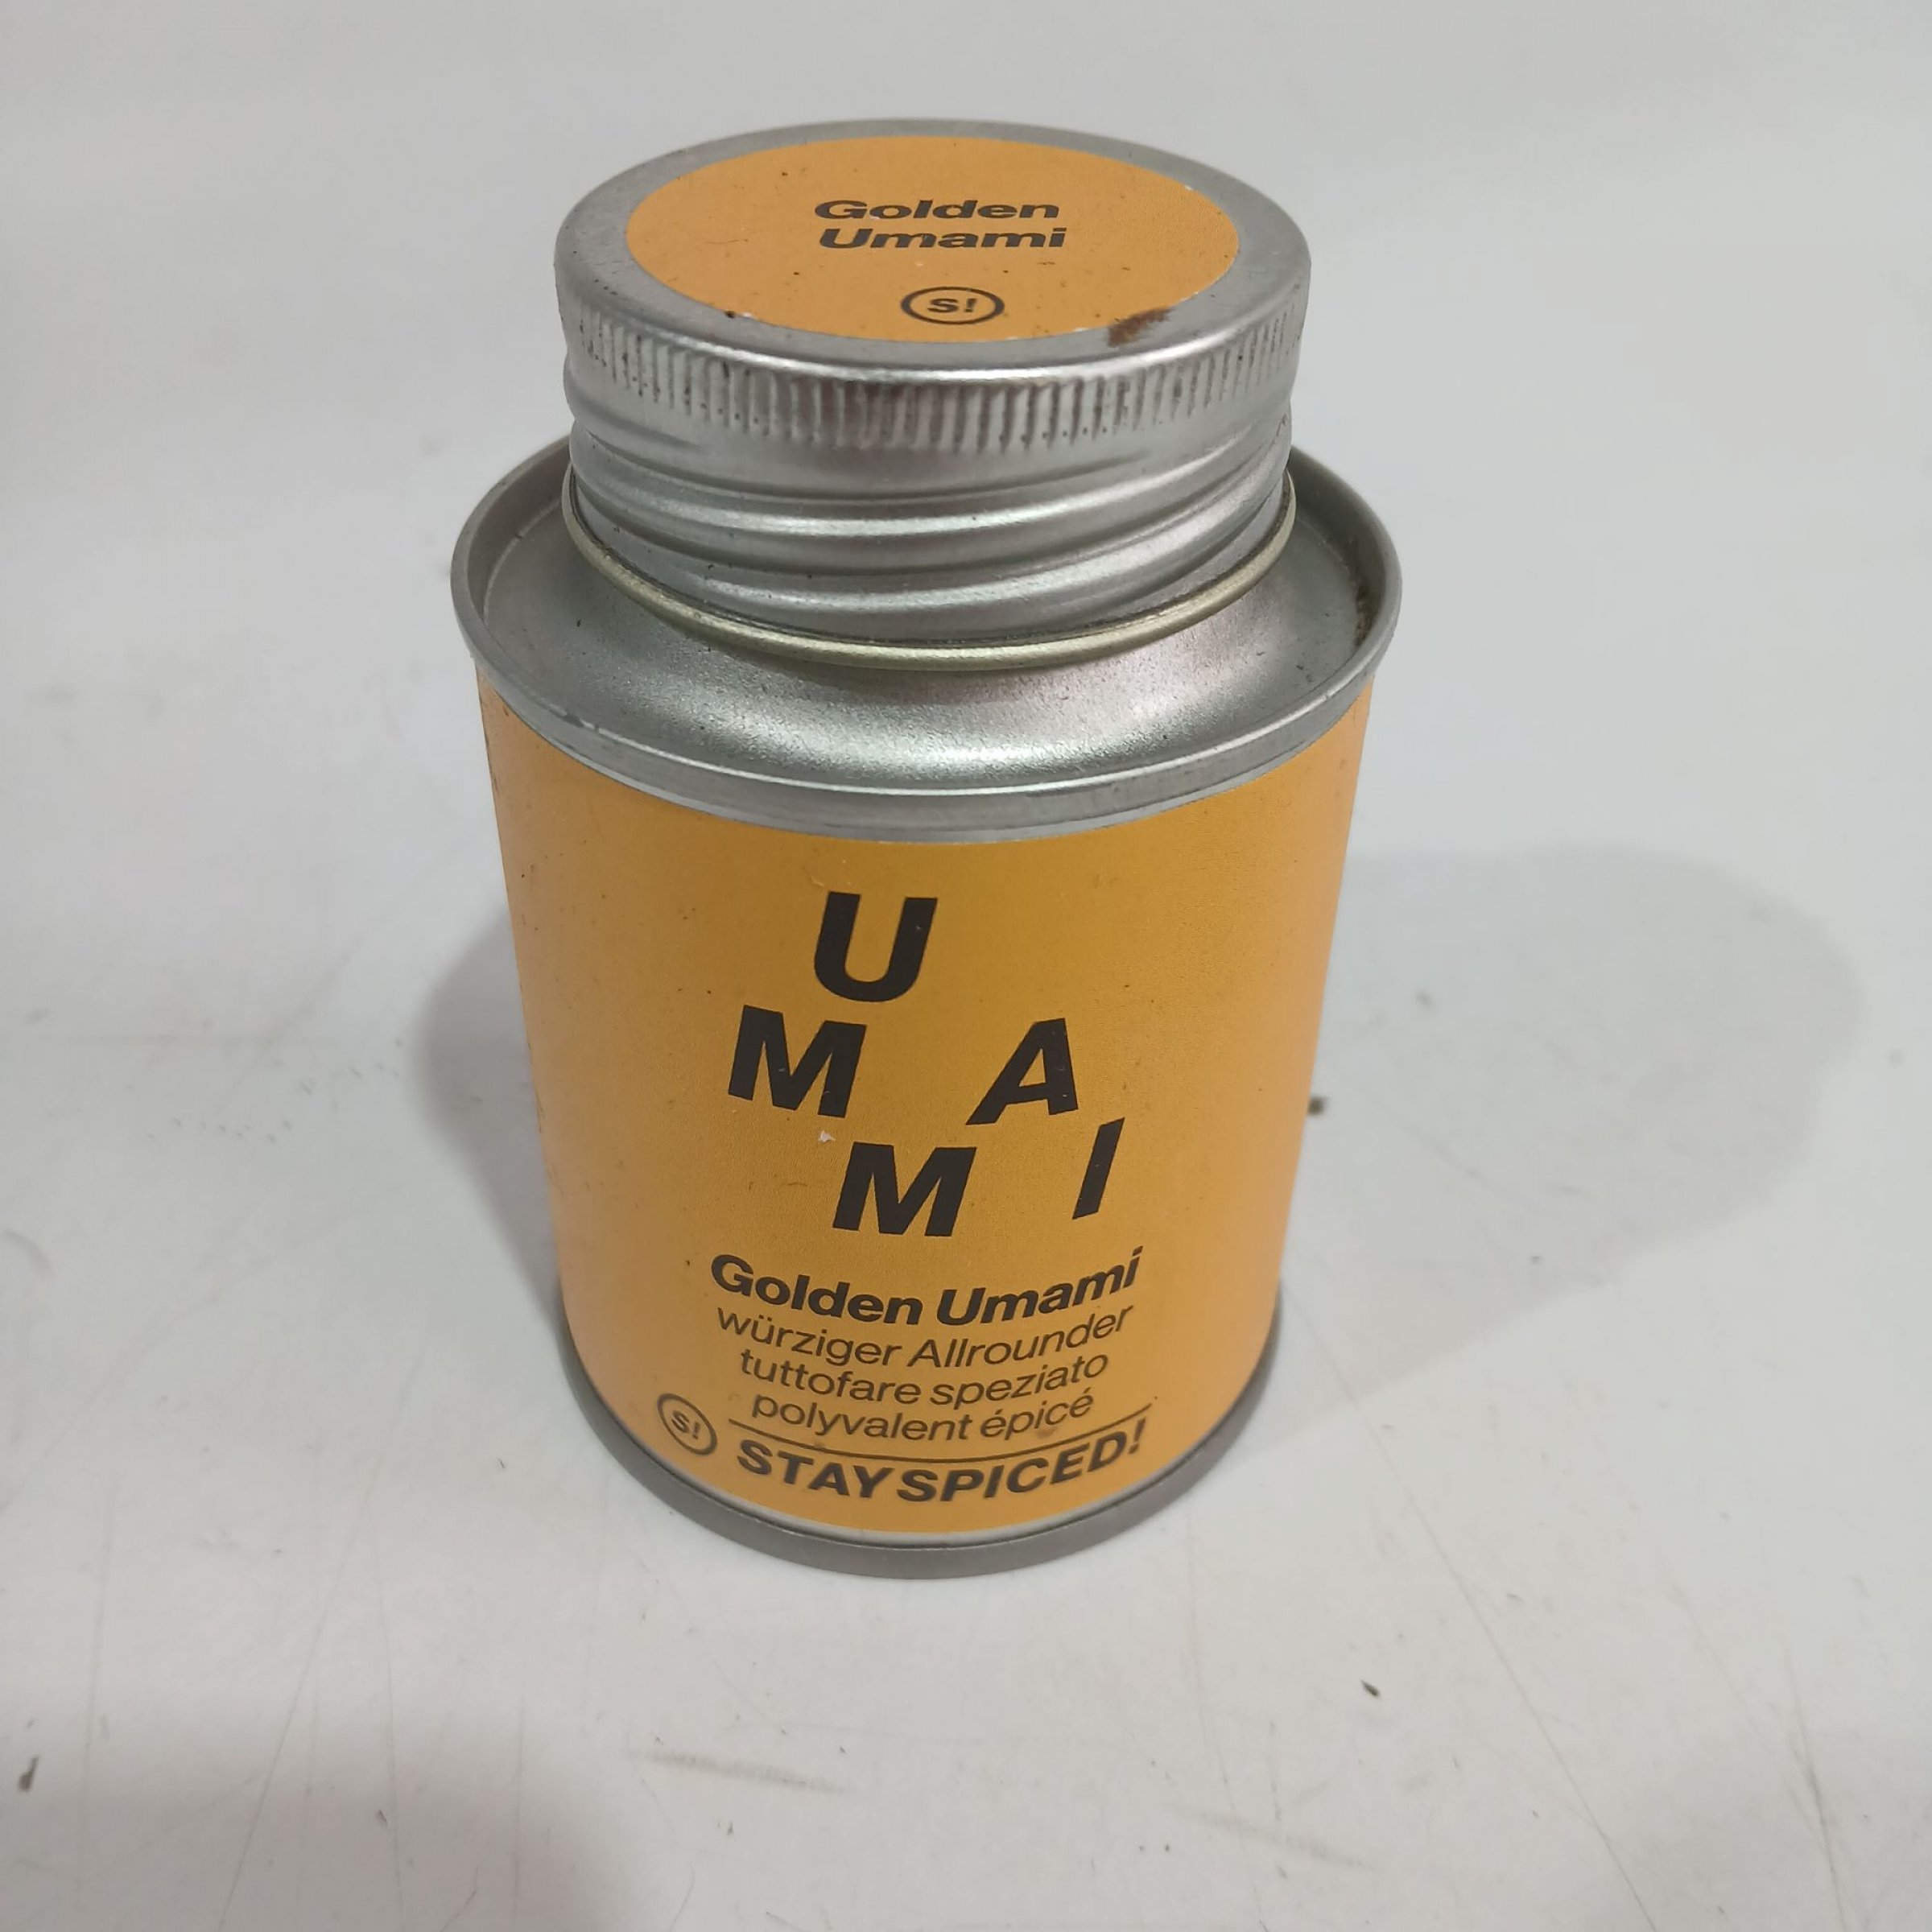 Golden
Umami
S!
U
M A
M I
Golden Umami
würziger Allrounder
tuttofare speziato
polyvalent épicé
S! STAY SPICED!